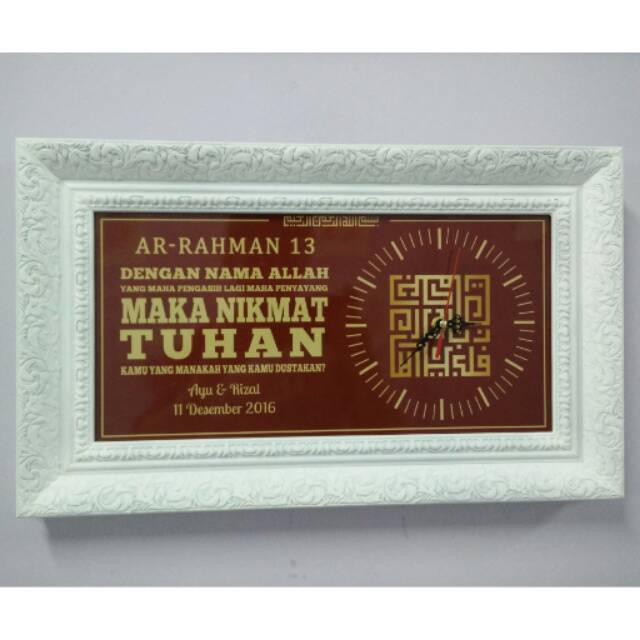 AR-RAHMAN 13
DENGAN NAMA ALLAH
YANG MAHA PENGASIH LAGI MAHA PENYAYANG
MAKA NIKMAT
TUHAN
KAMU YANG MANAKAH YANG KAMU DUSTAKAN?
Ayu & Rizal
11 Desember 2016